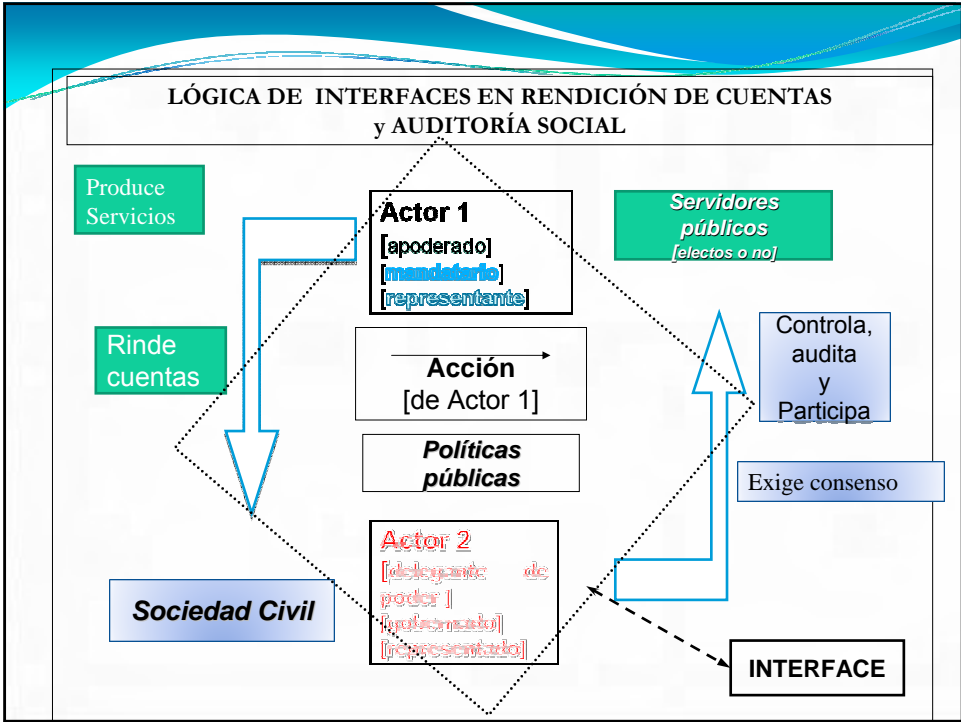 LÓGICA DE INTERFACES EN RENDICIÓN DE CUENTAS
y AUDITORÍA SOCIAL
Produce
Servicios
Actor 1
[apoderado]
[mandatario]
[representante]
Servidores
públicos
[electos o no]
Rinde
cuentas
Acción
[de Actor 1]
Controla,
audita
y
Participa
Políticas
públicas
Exige consenso
Actor 2
[delegante de
poder ]
[gobernado]
[representado]
Sociedad Civil
INTERFACE